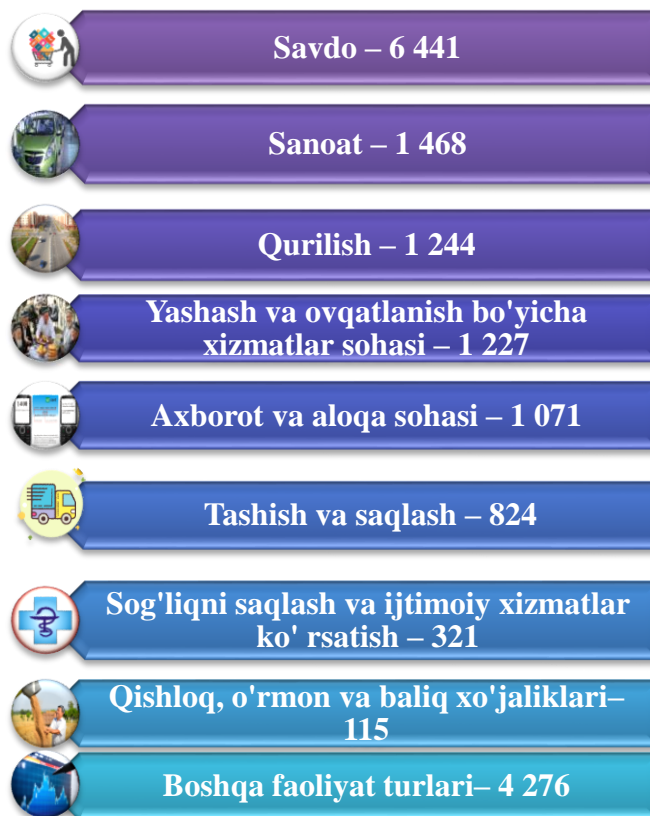 Savdo – 6 441
Sanoat – 1 468
Qurilish – 1 244
Yashash va ovqatlanish bo'yicha
xizmatlar sohasi – 1 227
Axborot va aloqa sohasi – 1 071
Tashish va saqlash – 824
Sog'liqni saqlash va ijtimoiy xizmatlar
ko' rsatish – 321
Qishloq, o'rmon va baliq xo'jaliklari–
115
Boshqa faoliyat turlari– 4 276